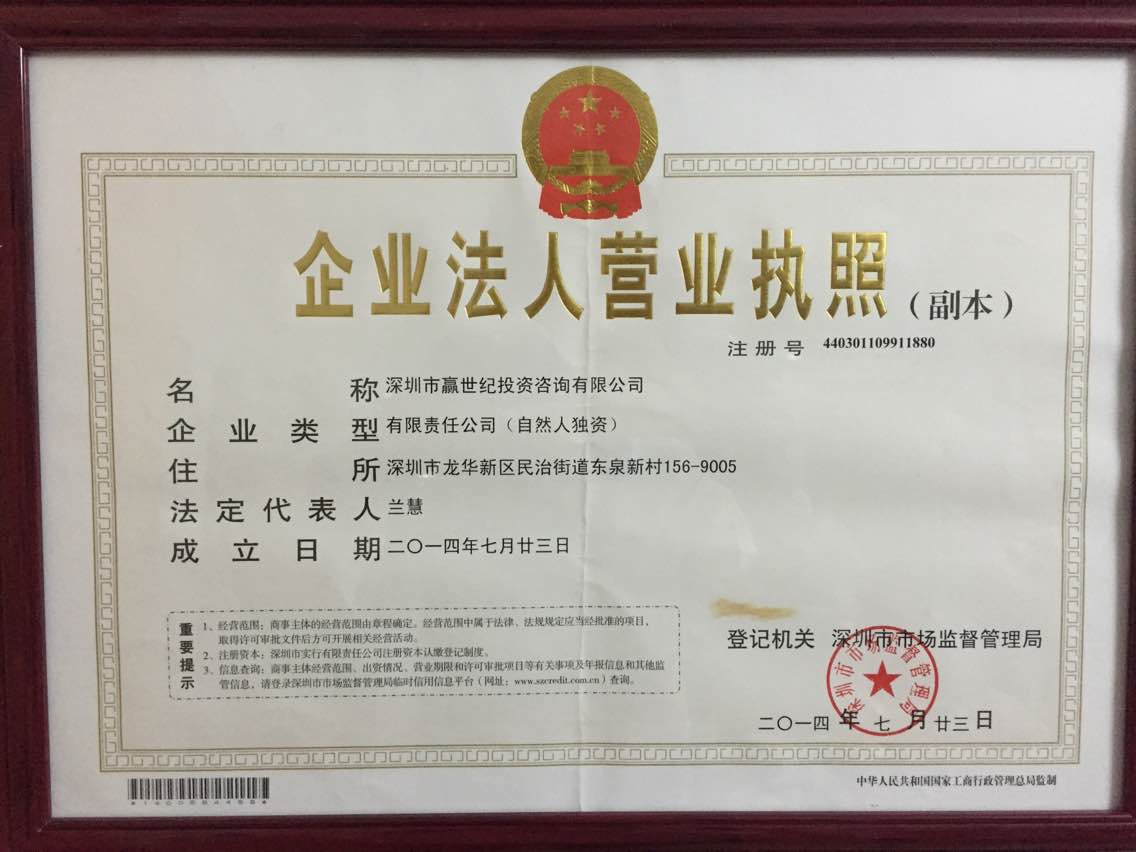 企业法人营业执照（副本）
注册号 440301109911880
名称 深圳市赢世纪投资咨询有限公司
企业类型 有限责任公司（自然人独资）
住所 深圳市龙华新区民治街道东泉新村156-9005
法定代表人 兰慧
成立日期 二〇一四年七月廿三日
重要提示
1、经营范围：商事主体的经营范围由章程确定。经营范围中属于法律、法规规定应当经批准的项目，
取得许可审批文件后方可开展相关经营活动。
2、注册资本：深圳市实行有限责任公司注册资本认缴登记制度。
3、信息查询：商事主体经营范围、出资情况、营业期限和许可审批项目等有关事项及年报信息和其他监
管信息，请登录深圳市市场监督管理局临时信用信息平台（网址：www.szcredit.com.cn）查询。
登记机关 深圳市市场监督管理局
深圳市市场监督管理局
二〇一四年七月廿三日
中华人民共和国国家工商行政管理总局监制